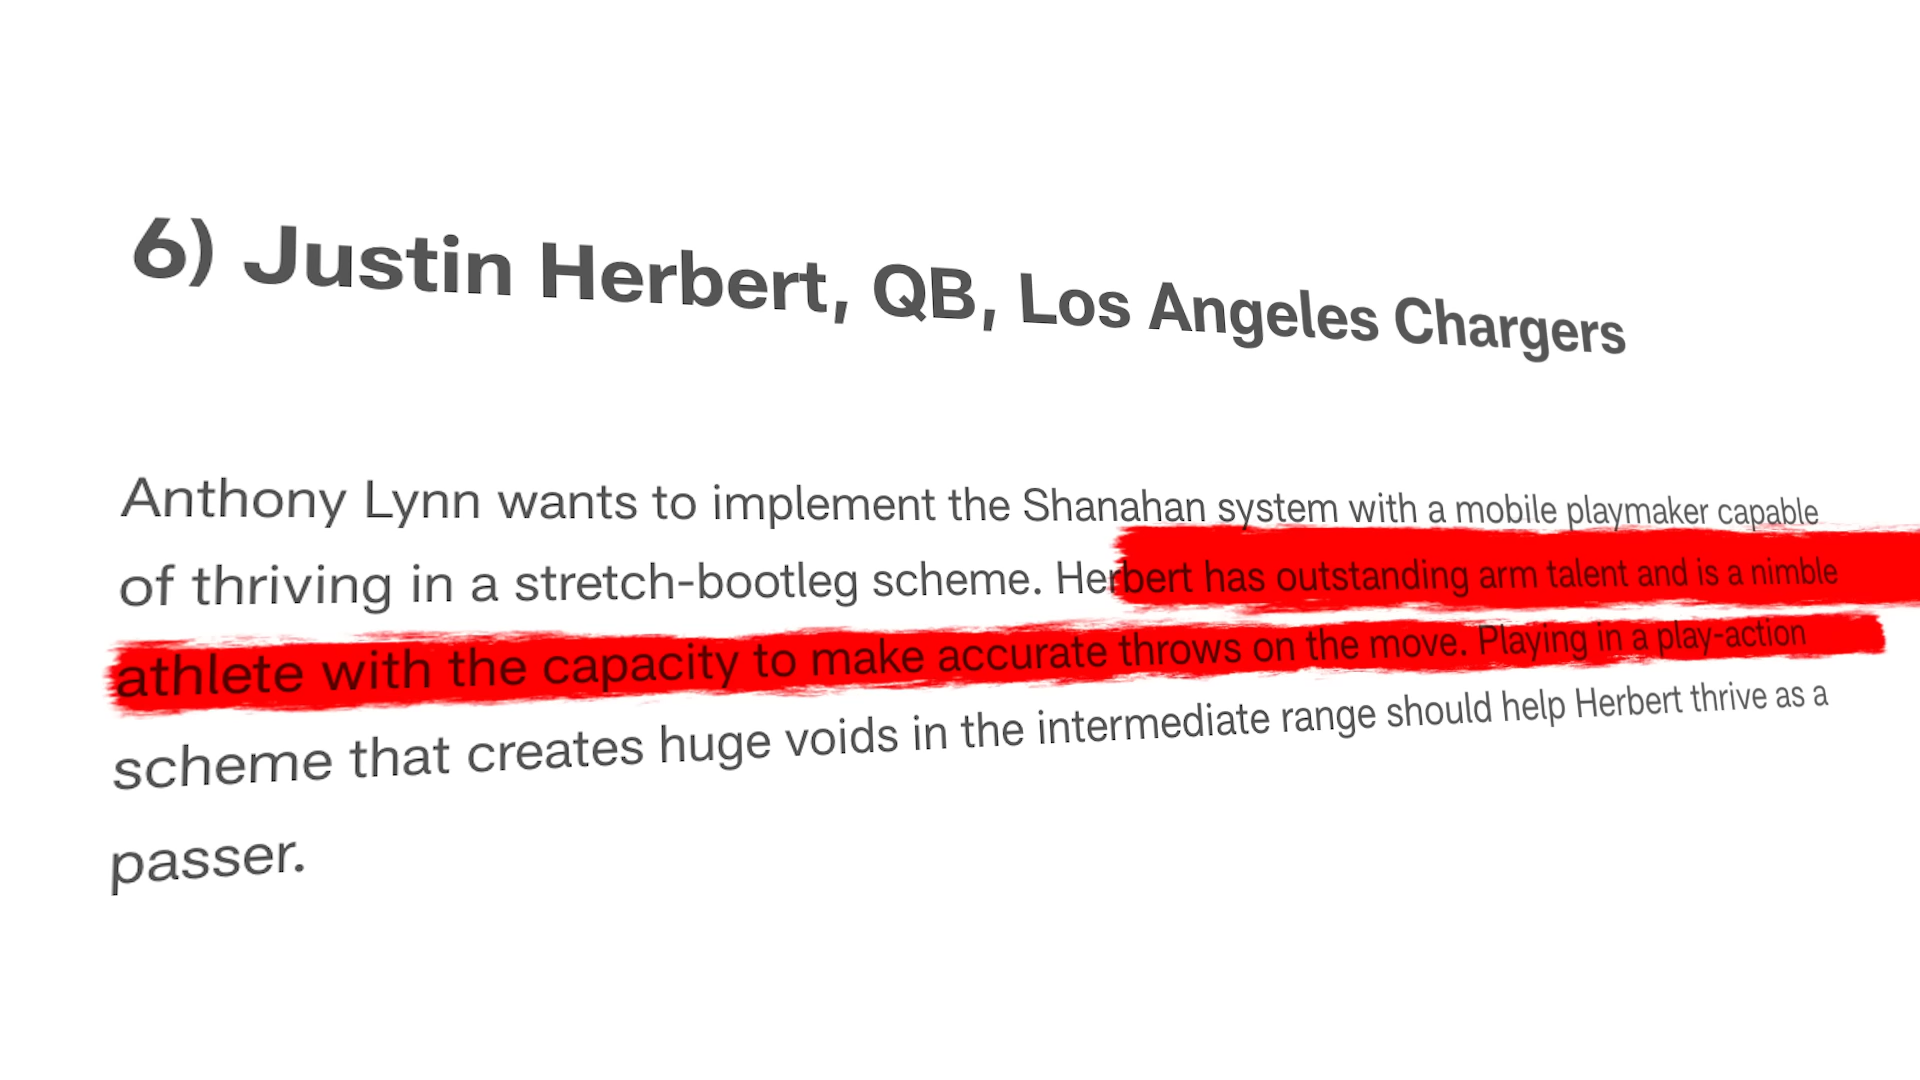 6) Justin Herbert, QB, Los Angeles Chargers
Anthony Lynn wants to implement the Shanahan system with a mobile playmaker capable
of thriving in a stretch-bootleg scheme. Herbert has outstanding arm talent and is a nimble
athlete with the capacity to make accurate throws on the move. Playing in a play-action
scheme that creates huge voids in the intermediate range should help Herbert thrive as a
passer.